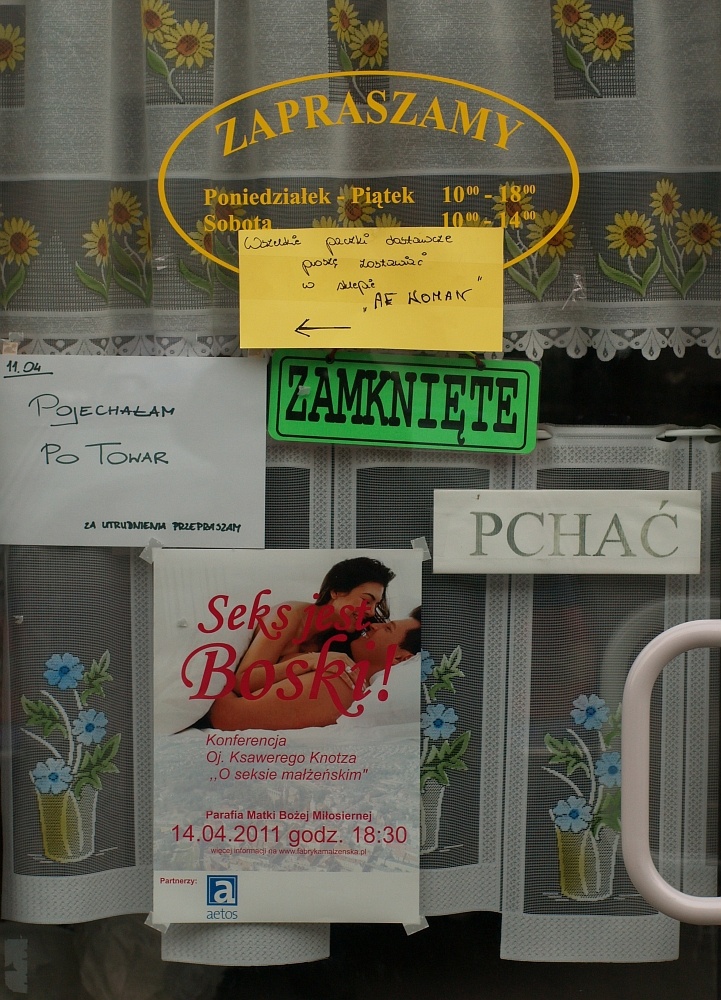 ZAPRASZAMY
Poniedziałek - Piątek 10⁰⁰ - 18⁰⁰
Sobota 10⁰⁰ - 14⁰⁰
Wszelkie paczki dostawcze
proszę zostawiać
w sklepie
„AF WOMAN"
11.04
POJECHAŁAM
PO TOWAR
ZA UTRUDNIENIA PRZEPRASZAM
ZAMKNIĘTE
PCHAĆ
Seks jest
Boski!
Konferencja
Oj. Ksawerego Knotza
,,O seksie małżeńskim"
Parafia Matki Bożej Miłosiernej
14.04.2011 godz. 18:30
więcej informacji na www.fabrykamalzenska.pl
Partnerzy:
a
aetos